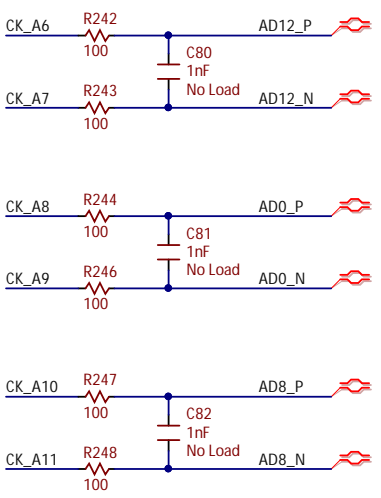 CK_A6 R242 AD12_P
100
C80
1nF
No Load
CK_A7 R243 AD12_N
100
CK_A8 R244 AD0_P
100
C81
1nF
No Load
CK_A9 R246 AD0_N
100
CK_A10 R247 AD8_P
100
C82
1nF
No Load
CK_A11 R248 AD8_N
100